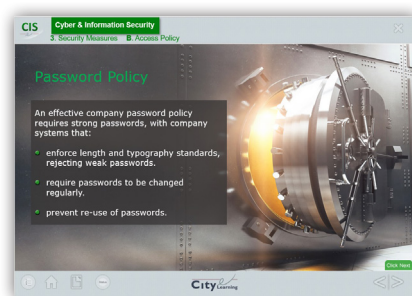 CIS
Cyber & Information Security
3. Security Measures B. Access Policy
Password Policy
An effective company password policy
requires strong passwords, with company
systems that:
enforce length and typography standards,
rejecting weak passwords.
require passwords to be changed
regularly.
prevent re-use of passwords.
Click Next
City Learning